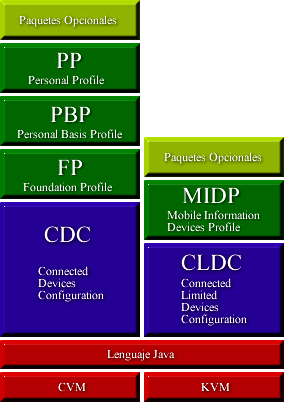 Paquetes Opcionales
PP
Personal Profile
PBP
Personal Basis Profile
FP
Foundation Profile
CDC
Connected
Devices
Configuration
Paquetes Opcionales
MIDP
Mobile Information
Devices Profile
CLDC
Connected
Limited
Devices
Configuration
Lenguaje Java
CVM
KVM